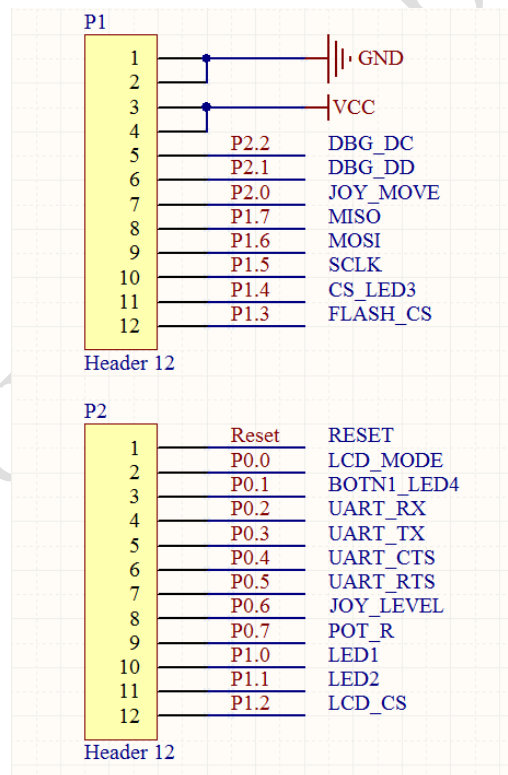 P1
1 GND
2
3 VCC
4
5 P2.2 DBG_DC
6 P2.1 DBG_DD
7 P2.0 JOY_MOVE
8 P1.7 MISO
9 P1.6 MOSI
10 P1.5 SCLK
11 P1.4 CS_LED3
12 P1.3 FLASH_CS
Header 12
P2
1 Reset RESET
2 P0.0 LCD_MODE
3 P0.1 BOTN1_LED4
4 P0.2 UART_RX
5 P0.3 UART_TX
6 P0.4 UART_CTS
7 P0.5 UART_RTS
8 P0.6 JOY_LEVEL
9 P0.7 POT_R
10 P1.0 LED1
11 P1.1 LED2
12 P1.2 LCD_CS
Header 12